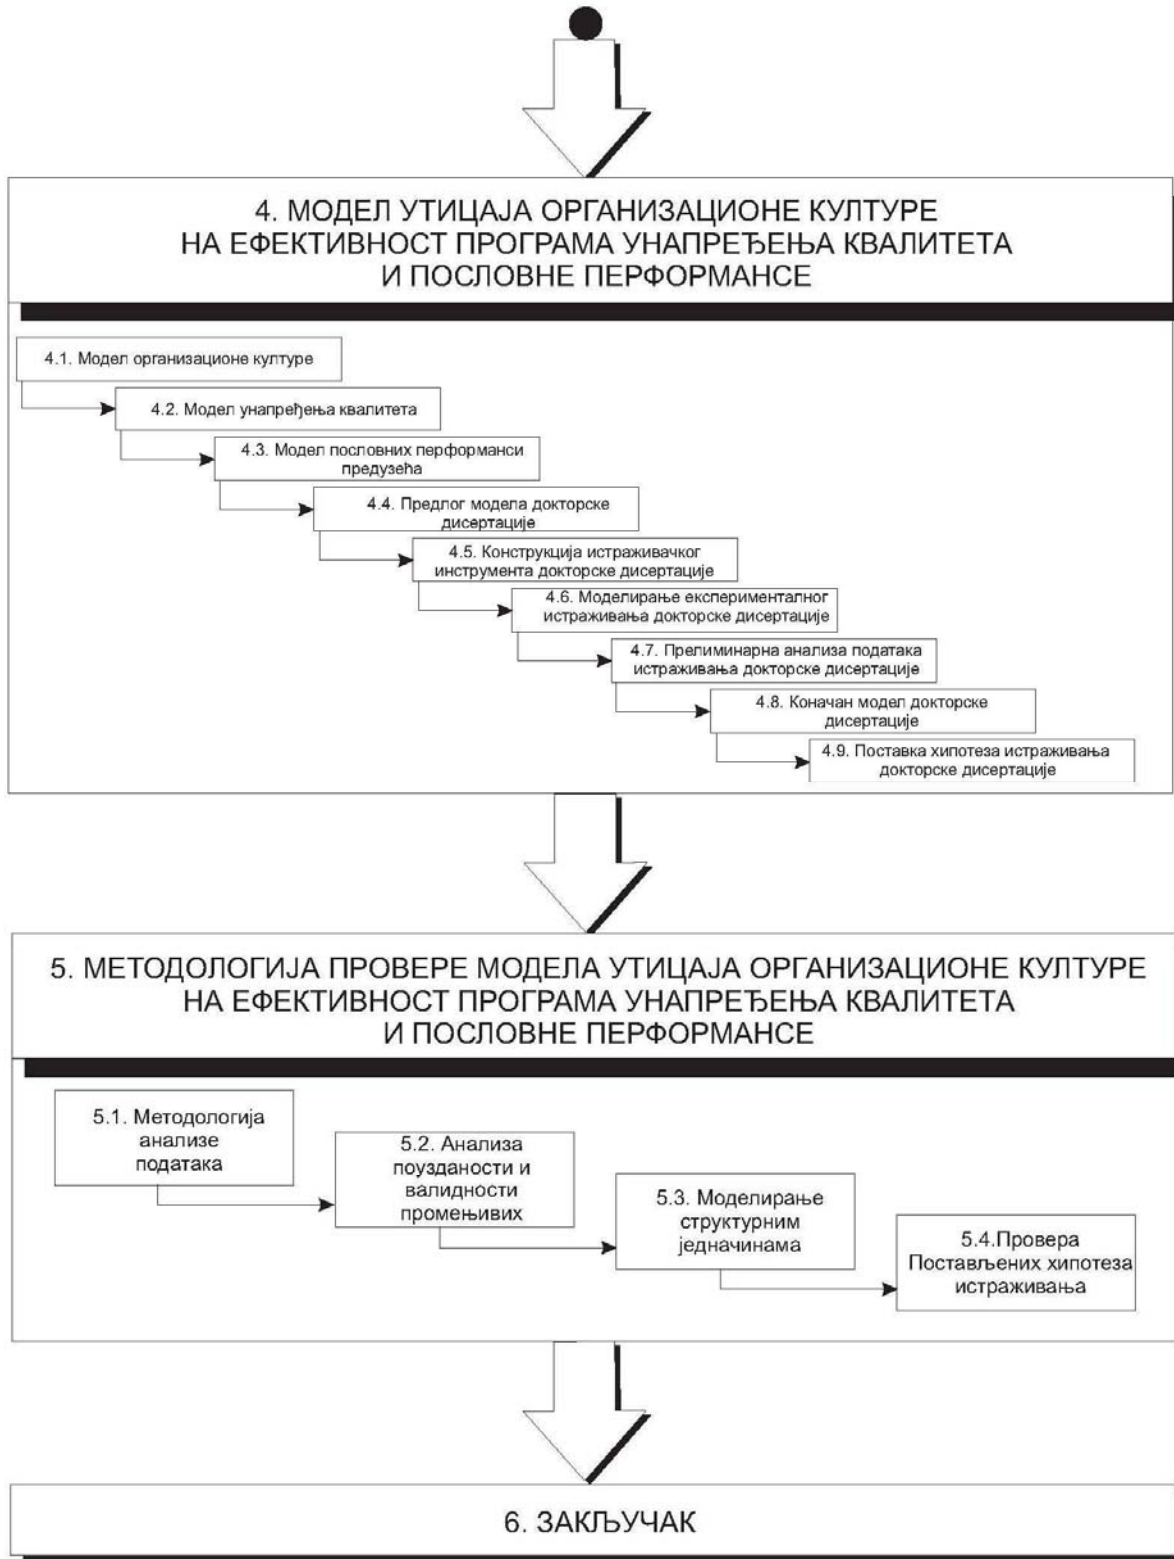 4. МОДЕЛ УТИЦАЈА ОРГАНИЗАЦИОНЕ КУЛТУРЕ
НА ЕФЕКТИВНОСТ ПРОГРАМА УНАПРЕЂЕЊА КВАЛИТЕТА
И ПОСЛОВНЕ ПЕРФОРМАНСЕ
4.1. Модел организационе културе
4.2. Модел унапређења квалитета
4.3. Модел пословних перформанси
предузећа
4.4. Предлог модела докторске
дисертације
4.5. Конструкција истраживачког
инструмента докторске дисертације
4.6. Моделирање експерименталног
истраживања докторске дисертације
4.7. Прелиминарна анализа података
истраживања докторске дисертације
4.8. Коначан модел докторске
дисертације
4.9. Поставка хипотеза истраживања
докторске дисертације
5. МЕТОДОЛОГИЈА ПРОВЕРЕ МОДЕЛА УТИЦАЈА ОРГАНИЗАЦИОНЕ КУЛТУРЕ
НА ЕФЕКТИВНОСТ ПРОГРАМА УНАПРЕЂЕЊА КВАЛИТЕТА
И ПОСЛОВНЕ ПЕРФОРМАНСЕ
5.1. Методологија
анализе
података
5.2. Анализа
поузданости и
валидности
промењивих
5.3. Моделирање
структурним
једначинама
5.4.Провера
Постављених хипотеза
истраживања
6. ЗАКЉУЧАК